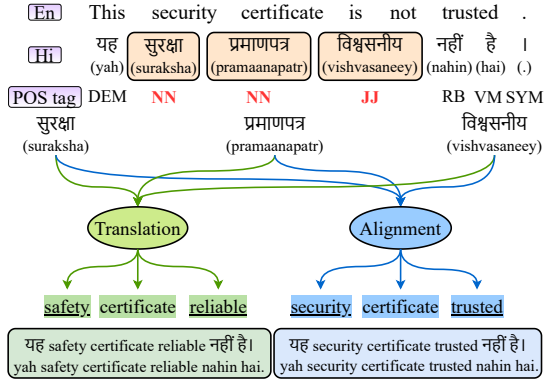 En This security certificate is not trusted .
Hi यह सुरक्षा प्रमाणपत्र विश्वसनीय नहीं है ।
(yah) (suraksha) (pramaanapatr) (vishvasaneey) (nahin) (hai) (.)
POS tag DEM NN NN JJ RB VM SYM
सुरक्षा प्रमाणपत्र विश्वसनीय
(suraksha) (pramaanapatr) (vishvasaneey)
Translation Alignment
safety certificate reliable security certificate trusted
यह safety certificate reliable नहीं है। यह security certificate trusted नहीं है।
yah safety certificate reliable nahin hai. yah security certificate trusted nahin hai.